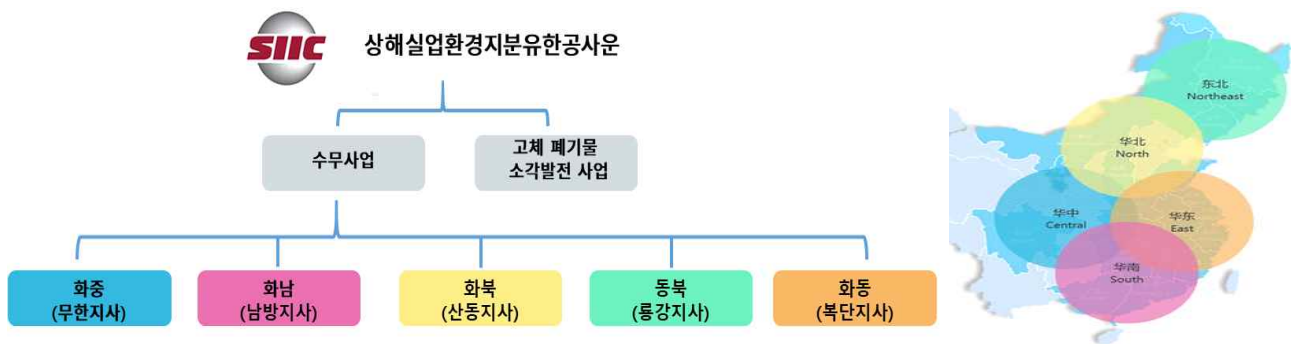 SIIC 상해실업환경지분유한공사운
수무사업
고체 폐기물
소각발전 사업
화중
(무한지사)
화남
(남방지사)
화북
(산동지사)
동북
(룡강지사)
화동
(복단지사)
东北
Northeast
华北
North
华中
Central
华东
East
华南
South